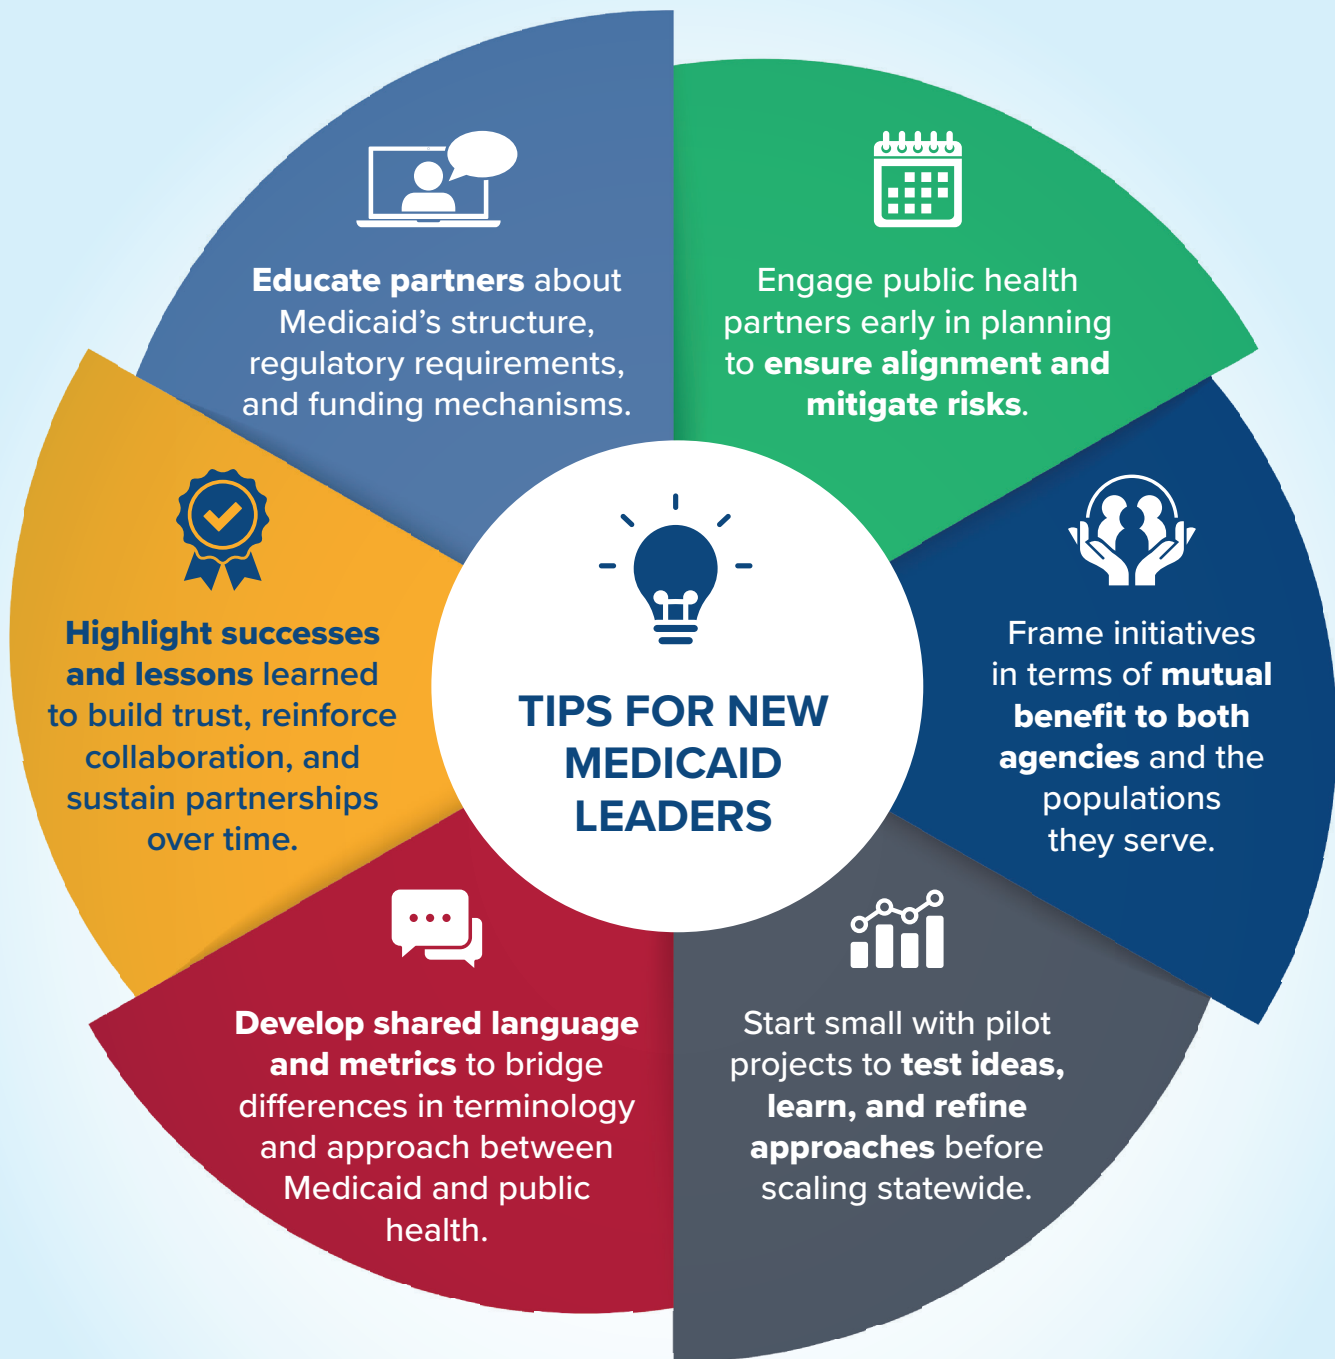 TIPS FOR NEW
MEDICAID
LEADERS
Engage public health
partners early in planning
to ensure alignment and
mitigate risks.
Frame initiatives
in terms of mutual
benefit to both
agencies and the
populations
they serve.
Start small with pilot
projects to test ideas,
learn, and refine
approaches before
scaling statewide.
Develop shared language
and metrics to bridge
differences in terminology
and approach between
Medicaid and public
health.
Highlight successes
and lessons learned
to build trust, reinforce
collaboration, and
sustain partnerships
over time.
Educate partners about
Medicaid’s structure,
regulatory requirements,
and funding mechanisms.